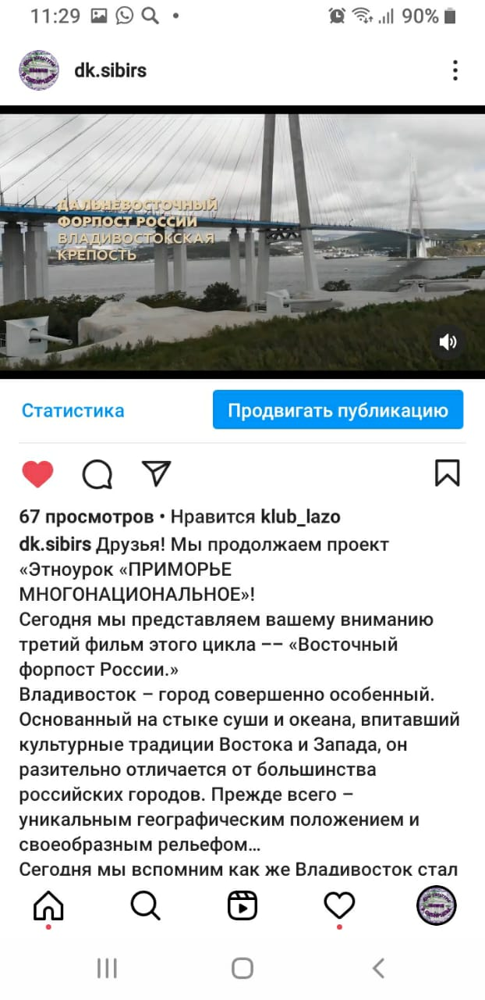 11:29
90%
dk.sibirs
ДАЛЬНЕВОСТОЧНЫЙ
ФОРПОСТ РОССИИ
ВЛАДИВОСТОКСКАЯ
КРЕПОСТЬ
Статистика
Продвигать публикацию
67 просмотров • Нравится klub_lazo
dk.sibirs Друзья! Мы продолжаем проект
«Этноурок «ПРИМОРЬЕ
МНОГОНАЦИОНАЛЬНОЕ»!
Сегодня мы представляем вашему вниманию
третий фильм этого цикла –– «Восточный
форпост России.»
Владивосток – город совершенно особенный.
Основанный на стыке суши и океана, впитавший
культурные традиции Востока и Запада, он
разительно отличается от большинства
российских городов. Прежде всего –
уникальным географическим положением и
своеобразным рельефом...
Сегодня мы вспомним как же Владивосток стал